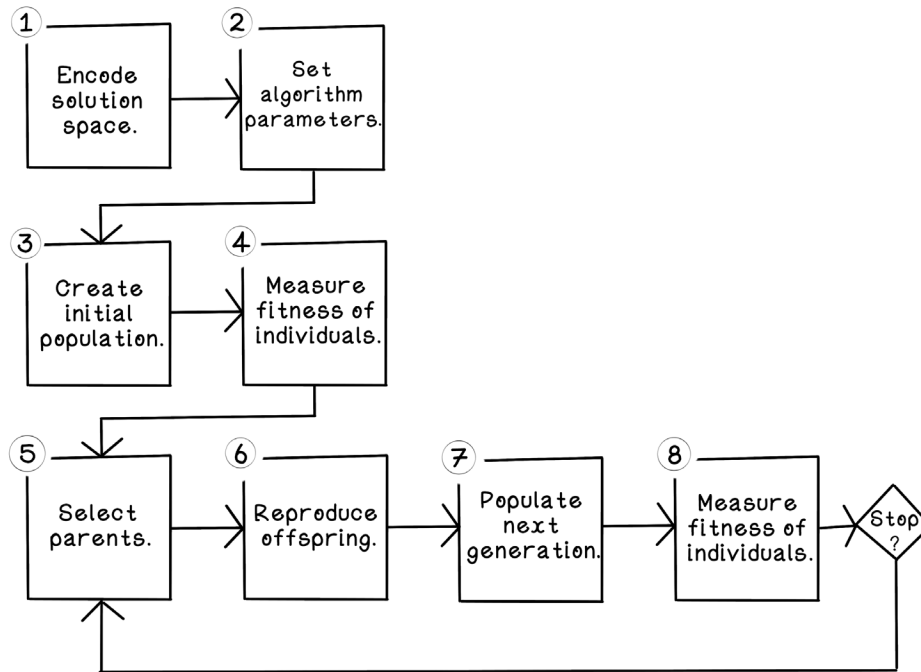 1
Encode
solution
space.
2
Set
algorithm
parameters.
3
Create
initial
population.
4
Measure
fitness of
individuals.
5
Select
parents.
6
Reproduce
offspring.
7
Populate
next
generation.
8
Measure
fitness of
individuals.
Stop
?